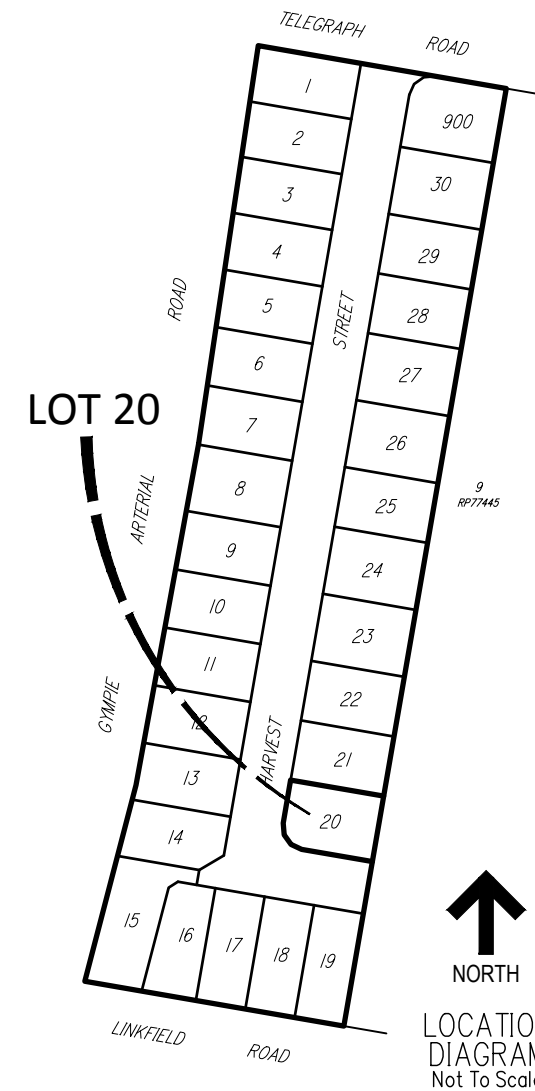 TELEGRAPH ROAD
1
2
3
4
5
6
7
8
9
10
11
12
13
14
15
16
17
18
19
20
21
22
23
24
25
26
27
28
29
30
900
STREET
HARVEST
ROAD
ARTERIAL
GYMPIE
LOT 20
9
RP77445
LINKFIELD ROAD
NORTH
LOCATIO
DIAGRAM
Not To Scale